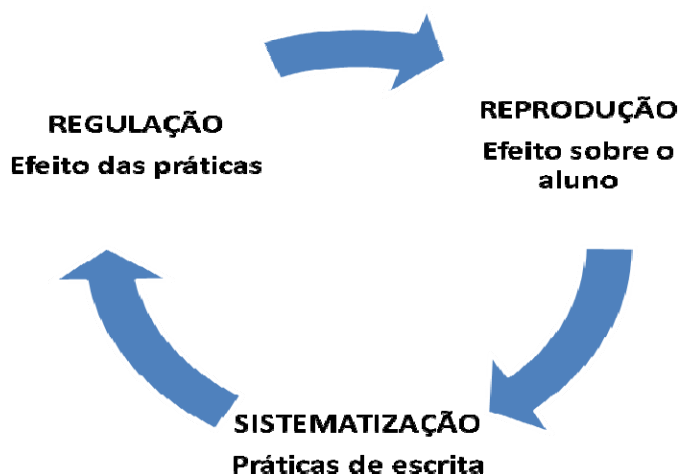 REGULAÇÃO
Efeito das práticas
REPRODUÇÃO
Efeito sobre o
aluno
SISTEMATIZAÇÃO
Práticas de escrita